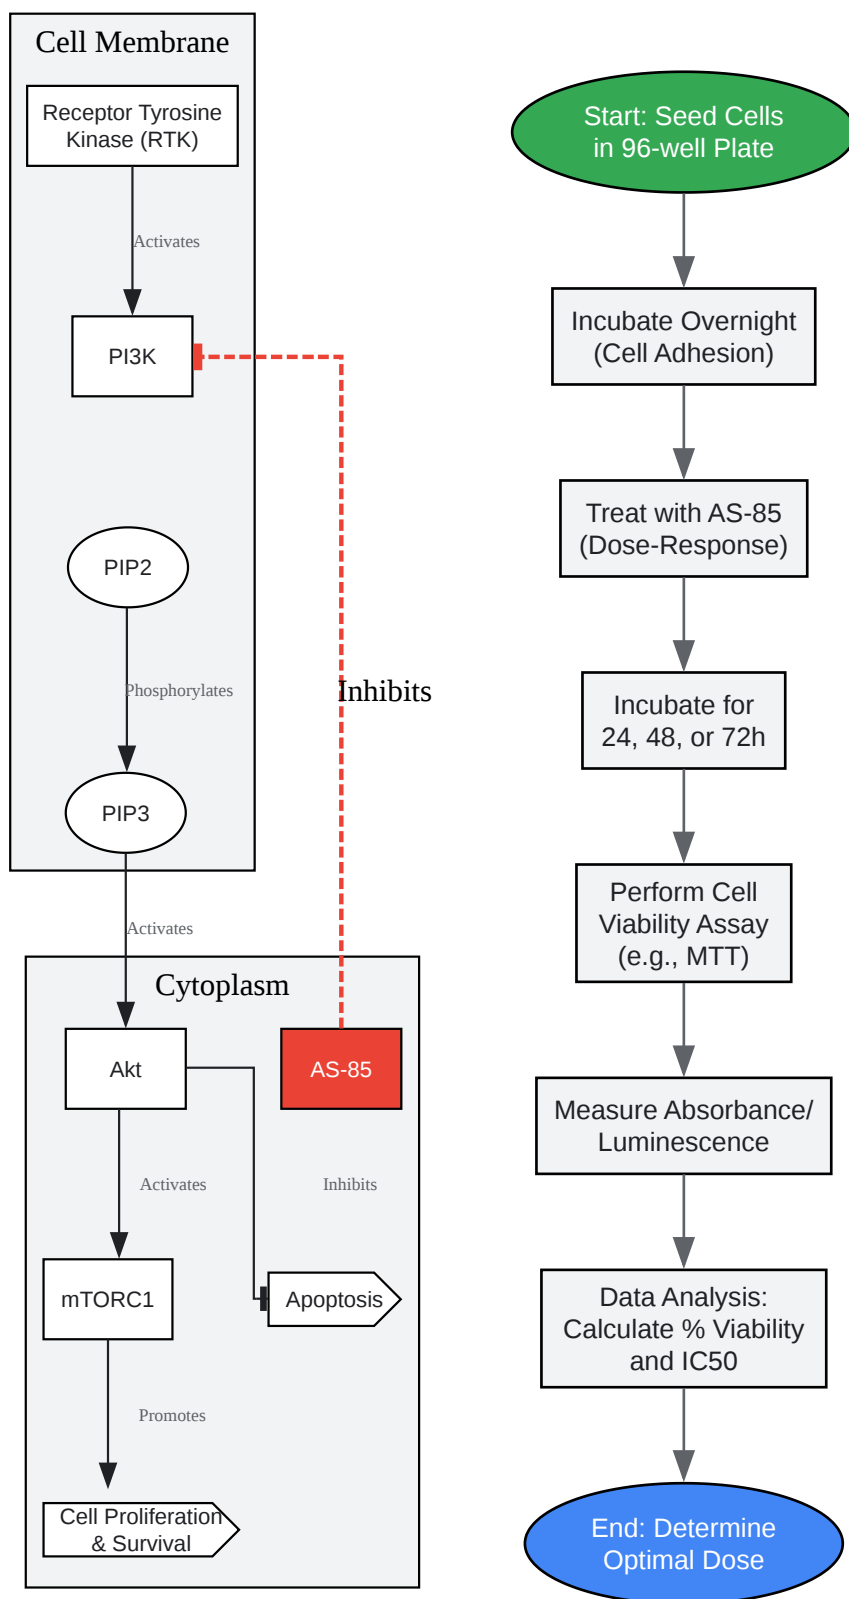 Cell Membrane
Receptor Tyrosine
Kinase (RTK)
Activates
PI3K
PIP2
Phosphorylates
Inhibits
PIP3
Activates
Cytoplasm
Akt
AS-85
Activates
Inhibits
mTORC1
Apoptosis
Promotes
Cell Proliferation
& Survival
Start: Seed Cells
in 96-well Plate
Incubate Overnight
(Cell Adhesion)
Treat with AS-85
(Dose-Response)
Incubate for
24, 48, or 72h
Perform Cell
Viability Assay
(e.g., MTT)
Measure Absorbance/
Luminescence
Data Analysis:
Calculate % Viability
and IC50
End: Determine
Optimal Dose